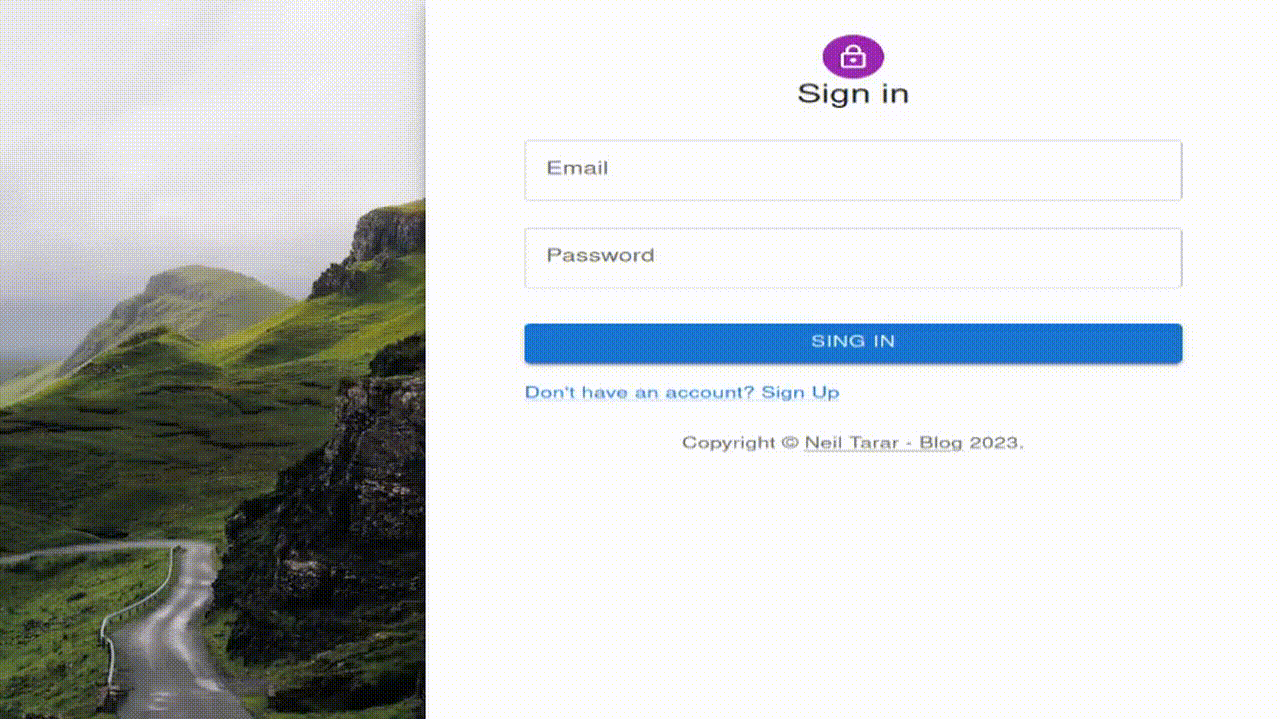 Sign in
Email
Password
SING IN
Don't have an account? Sign Up
Copyright © Neil Tarar - Blog 2023.